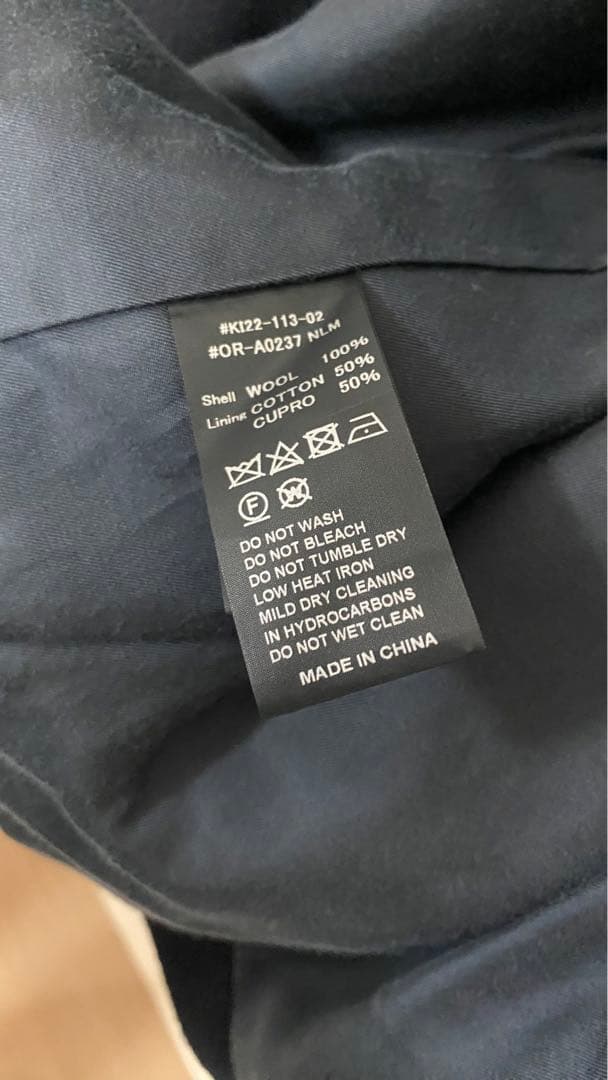 #KI22-113-02
#OR-A0237 NLM
Shell WOOL 100%
Lining COTTON 50%
CUPRO 50%
F W
DO NOT WASH
DO NOT BLEACH
DO NOT TUMBLE DRY
LOW HEAT IRON
MILD DRY CLEANING
IN HYDROCARBONS
DO NOT WET CLEAN
MADE IN CHINA